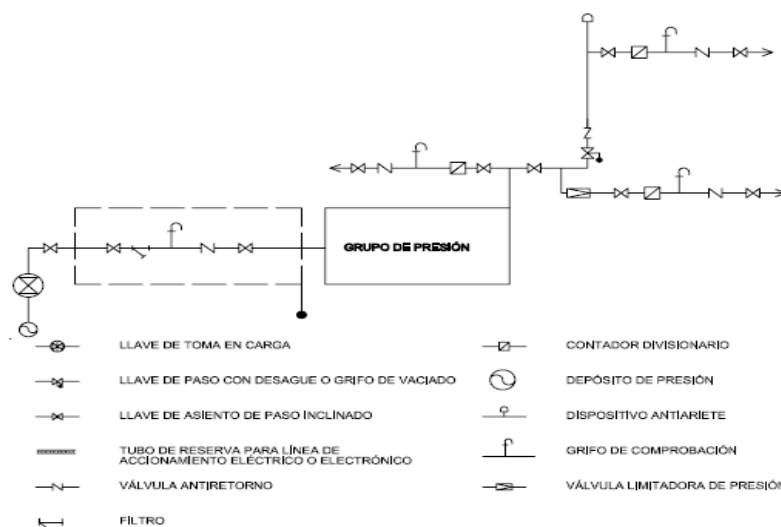 GRUPO DE PRESIÓN
LLAVE DE TOMA EN CARGA
LLAVE DE PASO CON DESAGUE O GRIFO DE VACIADO
LLAVE DE ASIENTO DE PASO INCLINADO
TUBO DE RESERVA PARA LÍNEA DE
ACCIONAMIENTO ELÉCTRICO O ELECTRÓNICO
VÁLVULA ANTIRETORNO
FILTRO
CONTADOR DIVISIONARIO
DEPÓSITO DE PRESIÓN
DISPOSITIVO ANTIARIETE
GRIFO DE COMPROBACIÓN
VÁLVULA LIMITADORA DE PRESIÓN